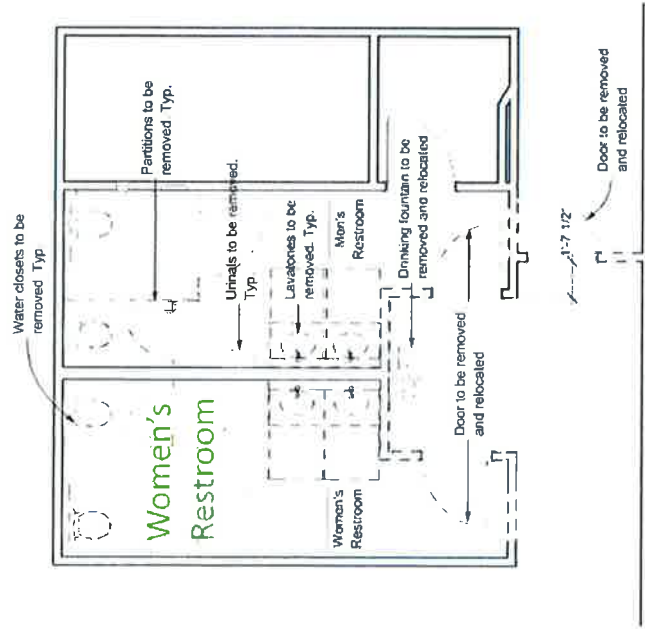 Water closets to be
removed Typ
Partitions to be
removed. Typ.
Urinals to be removed.
Typ
Lavatories to be
removed. Typ.
Men's
Restroom
Drinking fountain to be
removed and relocated
Women's
Restroom
Women's
Restroom
Door to be removed
and relocated
1'-7 1/2"
Door to be removed
and relocated